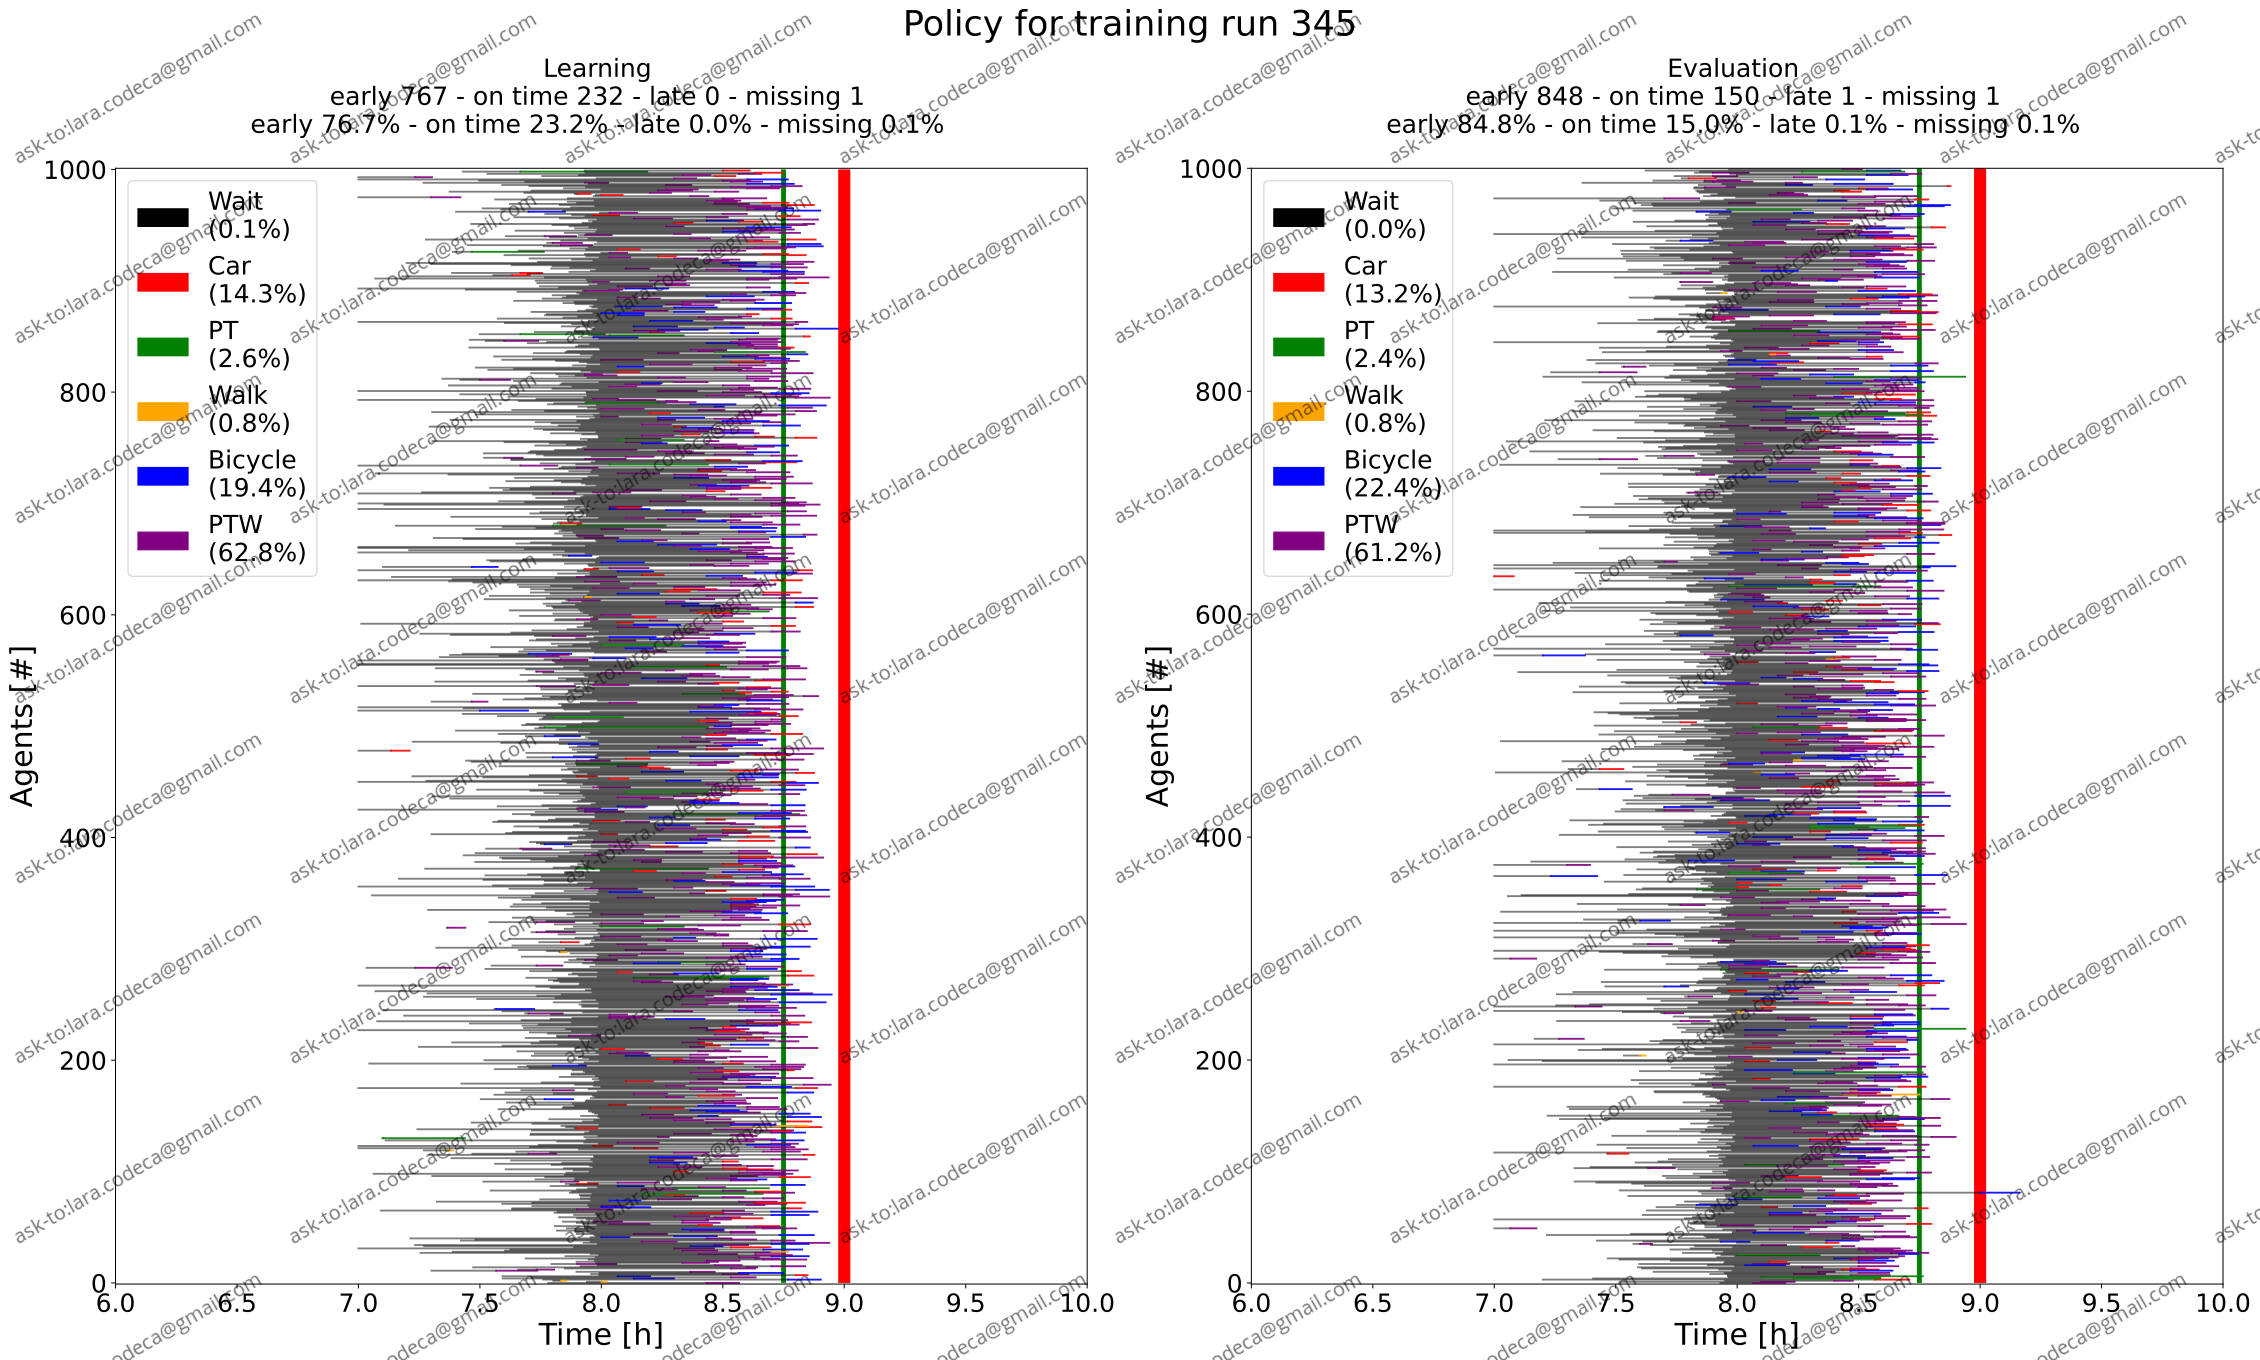 Policy for training run 345
Learning
early 767 - on time 232 - late 0 - missing 1
early 76.7% - on time 23.2% - late 0.0% - missing 0.1%
1000
800
600
400
200
0
Agents [#]
Wait
(0.1%)
Car
(14.3%)
PT
(2.6%)
Walk
(0.8%)
Bicycle
(19.4%)
PTW
(62.8%)
6.0 6.5 7.0 7.5 8.0 8.5 9.0 9.5 10.0
Time [h]
Evaluation
early 848 - on time 150 - late 1 - missing 1
early 84.8% - on time 15.0% - late 0.1% - missing 0.1%
1000
800
600
400
200
0
Agents [#]
Wait
(0.0%)
Car
(13.2%)
PT
(2.4%)
Walk
(0.8%)
Bicycle
(22.4%)
PTW
(61.2%)
6.0 6.5 7.0 7.5 8.0 8.5 9.0 9.5 10.0
Time [h]
ask-to:lara.codeca@gmail.com